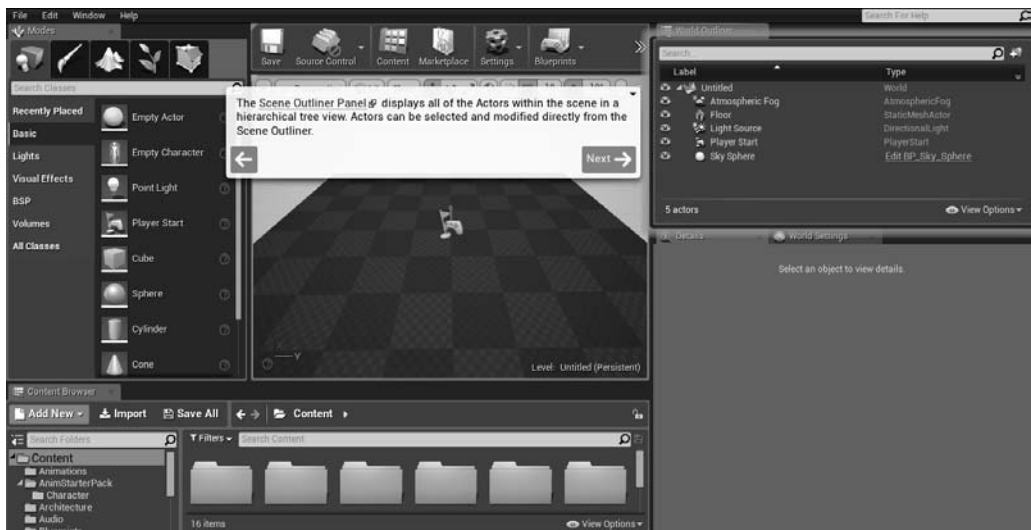 File Edit Window Help
Search For Help
Modes
Search Classes
Recently Placed
Basic
Lights
Visual Effects
BSP
Volumes
All Classes
Empty Actor
Empty Character
Point Light
Player Start
Cube
Sphere
Cylinder
Cone
Save
Source Control
Content
Marketplace
Settings
Blueprints
The Scene Outliner Panel displays all of the Actors within the scene in a
hierarchical tree view. Actors can be selected and modified directly from the
Scene Outliner.
Next
Y
Level: Untitled (Persistent)
World Outliner
Search...
Label Type
Untitled World
Atmospheric Fog AtmosphericFog
Floor StaticMeshActor
Light Source DirectionalLight
Player Start PlayerStart
Sky Sphere Edit BP_Sky_Sphere
5 actors View Options
Details World Settings
Select an object to view details.
Content Browser
Add New Import Save All Content
Search Folders
Content
Animations
AnimStarterPack
Character
Architecture
Audio
Filters Search Content
16 items View Options